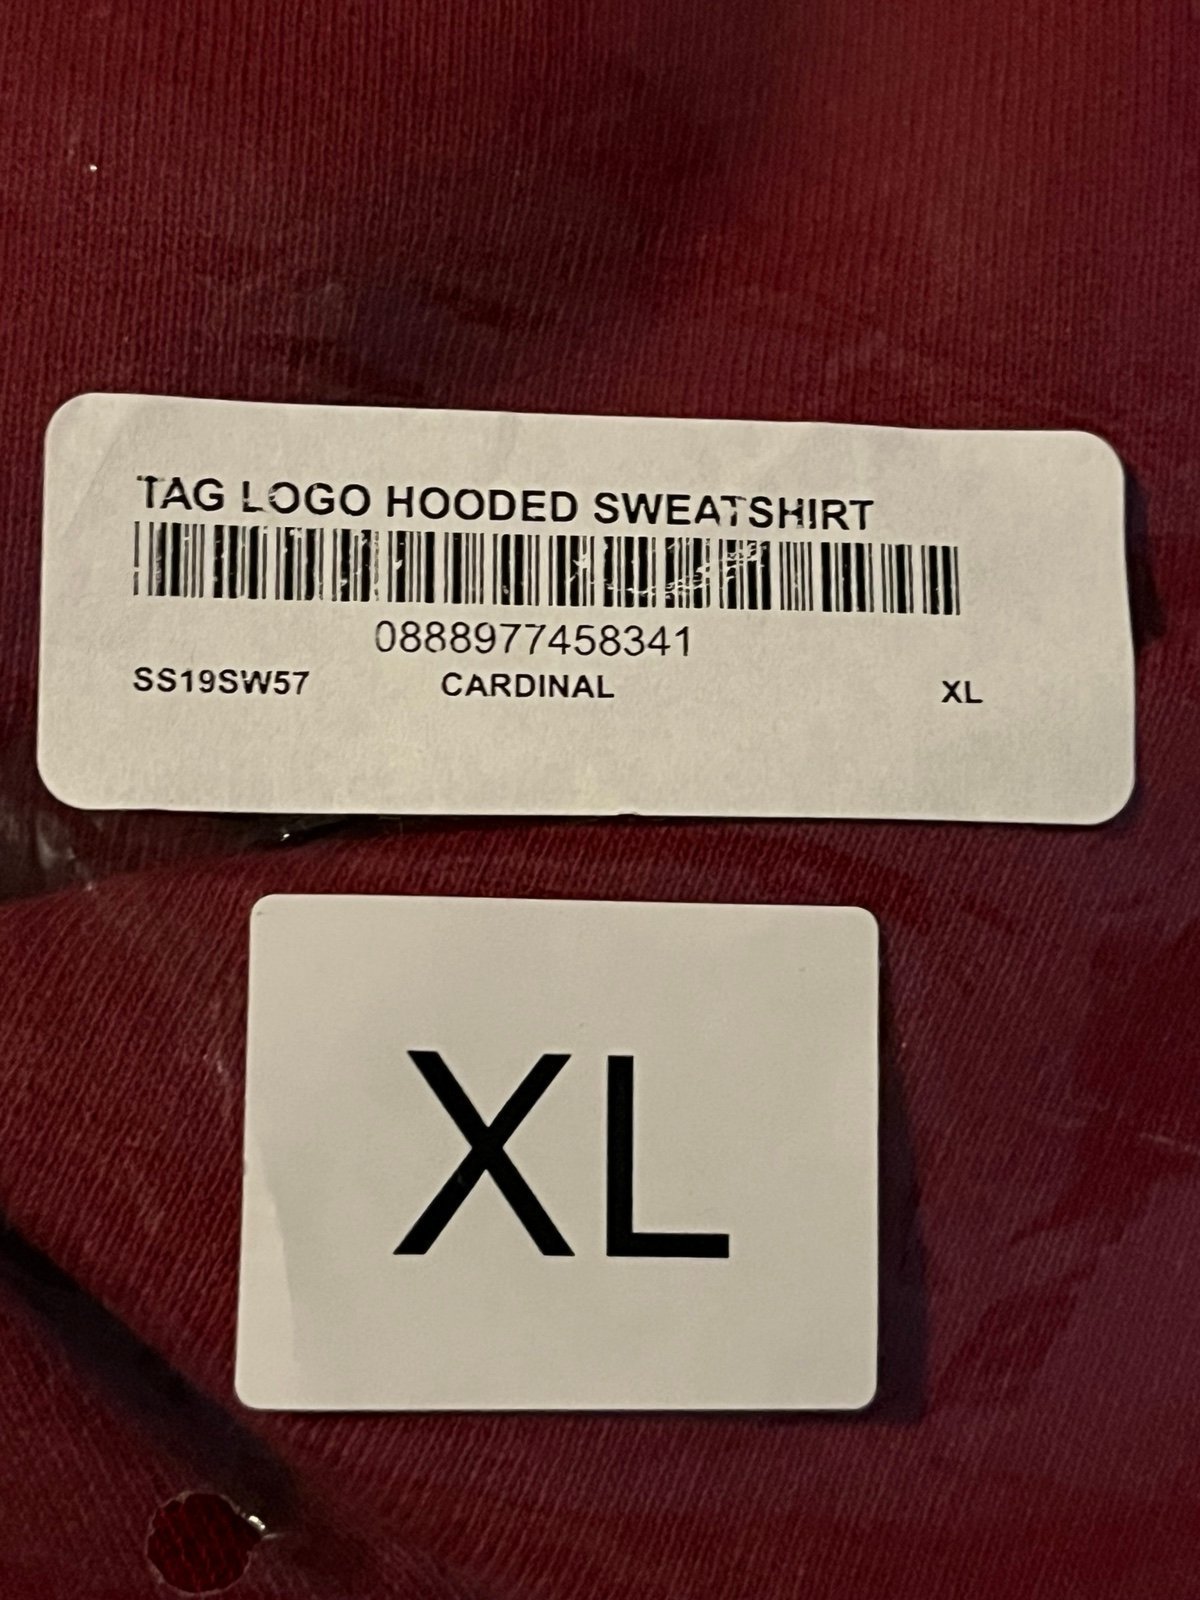 TAG LOGO HOODED SWEATSHIRT
0888977458341
SS19SW57 CARDINAL XL
XL